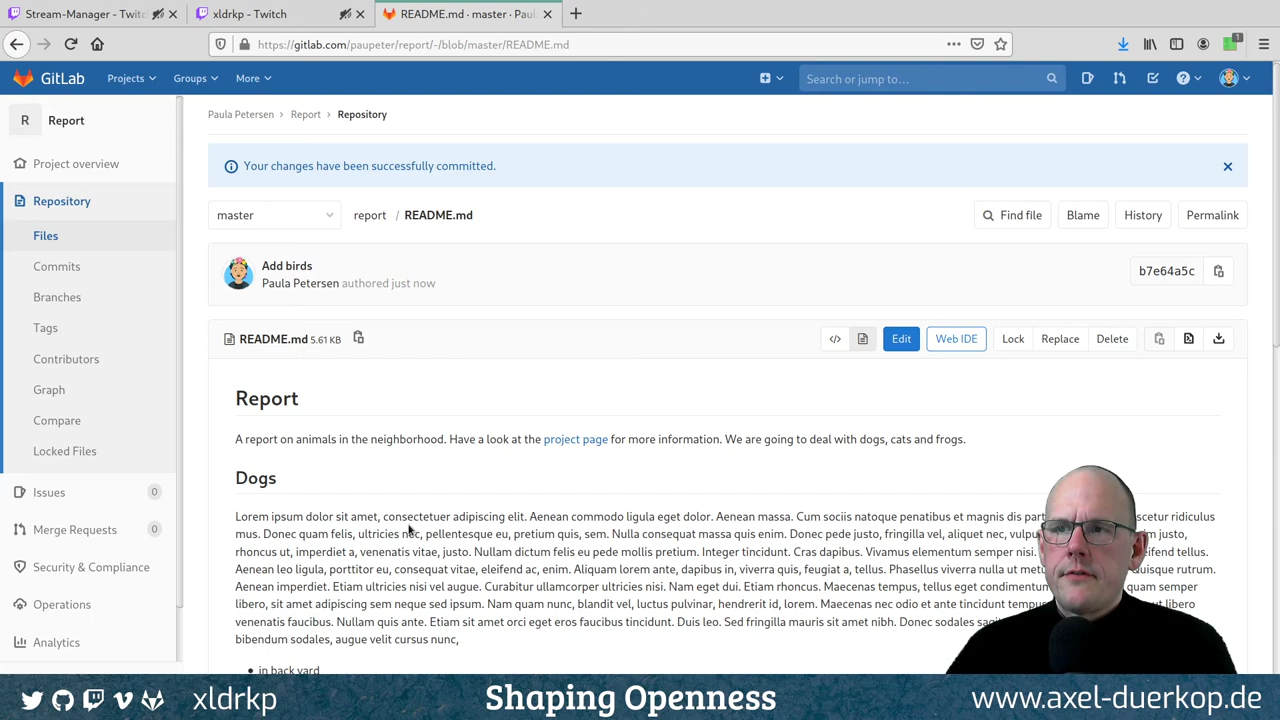 Stream-Manager - Twitc
xldrkp - Twitch
README.md · master · Paul
https://gitlab.com/paupeter/report/-/blob/master/README.md
1
GitLab
Projects
Groups
More
Search or jump to…
R
Report
Project overview
Repository
Files
Commits
Branches
Tags
Contributors
Graph
Compare
Locked Files
Issues 0
Merge Requests 0
Security & Compliance
Operations
Analytics
Paula Petersen › Report › Repository
Your changes have been successfully committed.
master
report / README.md
Find file
Blame
History
Permalink
Add birds
Paula Petersen authored just now
b7e64a5c
README.md 5.61 KB
</>
Edit
Web IDE
Lock
Replace
Delete
Report
A report on animals in the neighborhood. Have a look at the project page for more information. We are going to deal with dogs, cats and frogs.
Dogs
Lorem ipsum dolor sit amet, consectetuer adipiscing elit. Aenean commodo ligula eget dolor. Aenean massa. Cum sociis natoque penatibus et magnis dis part scetur ridiculus
mus. Donec quam felis, ultricies nec, pellentesque eu, pretium quis, sem. Nulla consequat massa quis enim. Donec pede justo, fringilla vel, aliquet nec, vulpu m justo,
rhoncus ut, imperdiet a, venenatis vitae, justo. Nullam dictum felis eu pede mollis pretium. Integer tincidunt. Cras dapibus. Vivamus elementum semper nisi. eifend tellus.
Aenean leo ligula, porttitor eu, consequat vitae, eleifend ac, enim. Aliquam lorem ante, dapibus in, viverra quis, feugiat a, tellus. Phasellus viverra nulla ut metu rutrum.
Aenean imperdiet. Etiam ultricies nisi vel augue. Curabitur ullamcorper ultricies nisi. Nam eget dui. Etiam rhoncus. Maecenas tempus, tellus eget condimentum quam semper
libero, sit amet adipiscing sem neque sed ipsum. Nam quam nunc, blandit vel, luctus pulvinar, hendrerit id, lorem. Maecenas nec odio et ante tincidunt tempus t libero
venenatis faucibus. Nullam quis ante. Etiam sit amet orci eget eros faucibus tincidunt. Duis leo. Sed fringilla mauris sit amet nibh. Donec sodales sagi t,
bibendum sodales, augue velit cursus nunc,
• in back yard
xldrkp
Shaping Openness
www.axel-duerkop.de